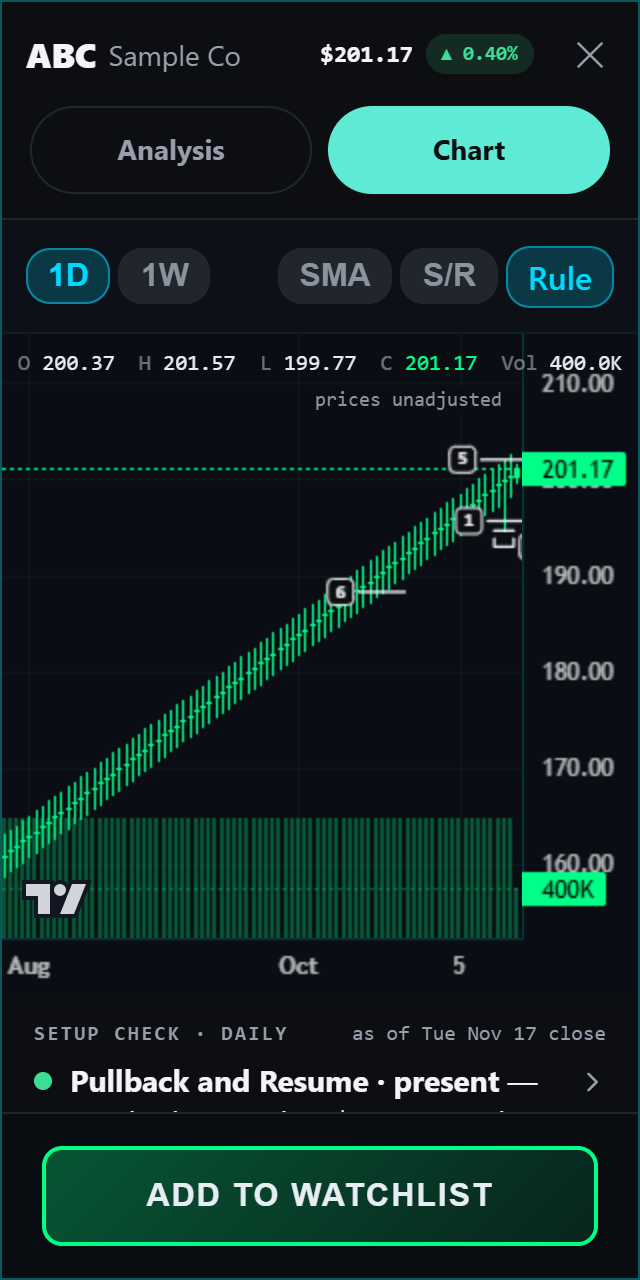 ABC Sample Co $201.17 ▲ 0.40%
Analysis Chart
1D 1W SMA S/R Rule
O 200.37 H 201.57 L 199.77 C 201.17 Vol 400.0K
210.00
prices unadjusted
5
201.17
1
190.00
6
180.00
170.00
160.00
400K
Aug Oct 5
SETUP CHECK · DAILY as of Tue Nov 17 close
Pullback and Resume · present —
ADD TO WATCHLIST